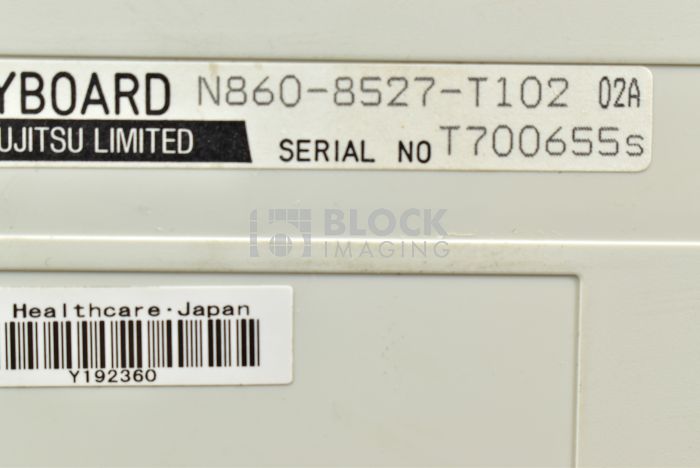 YBOARD N860-8527-T102 02A
UJITSU LIMITED SERIAL NO T700655s
BLOCK
IMAGING
Healthcare·Japan
Y192360